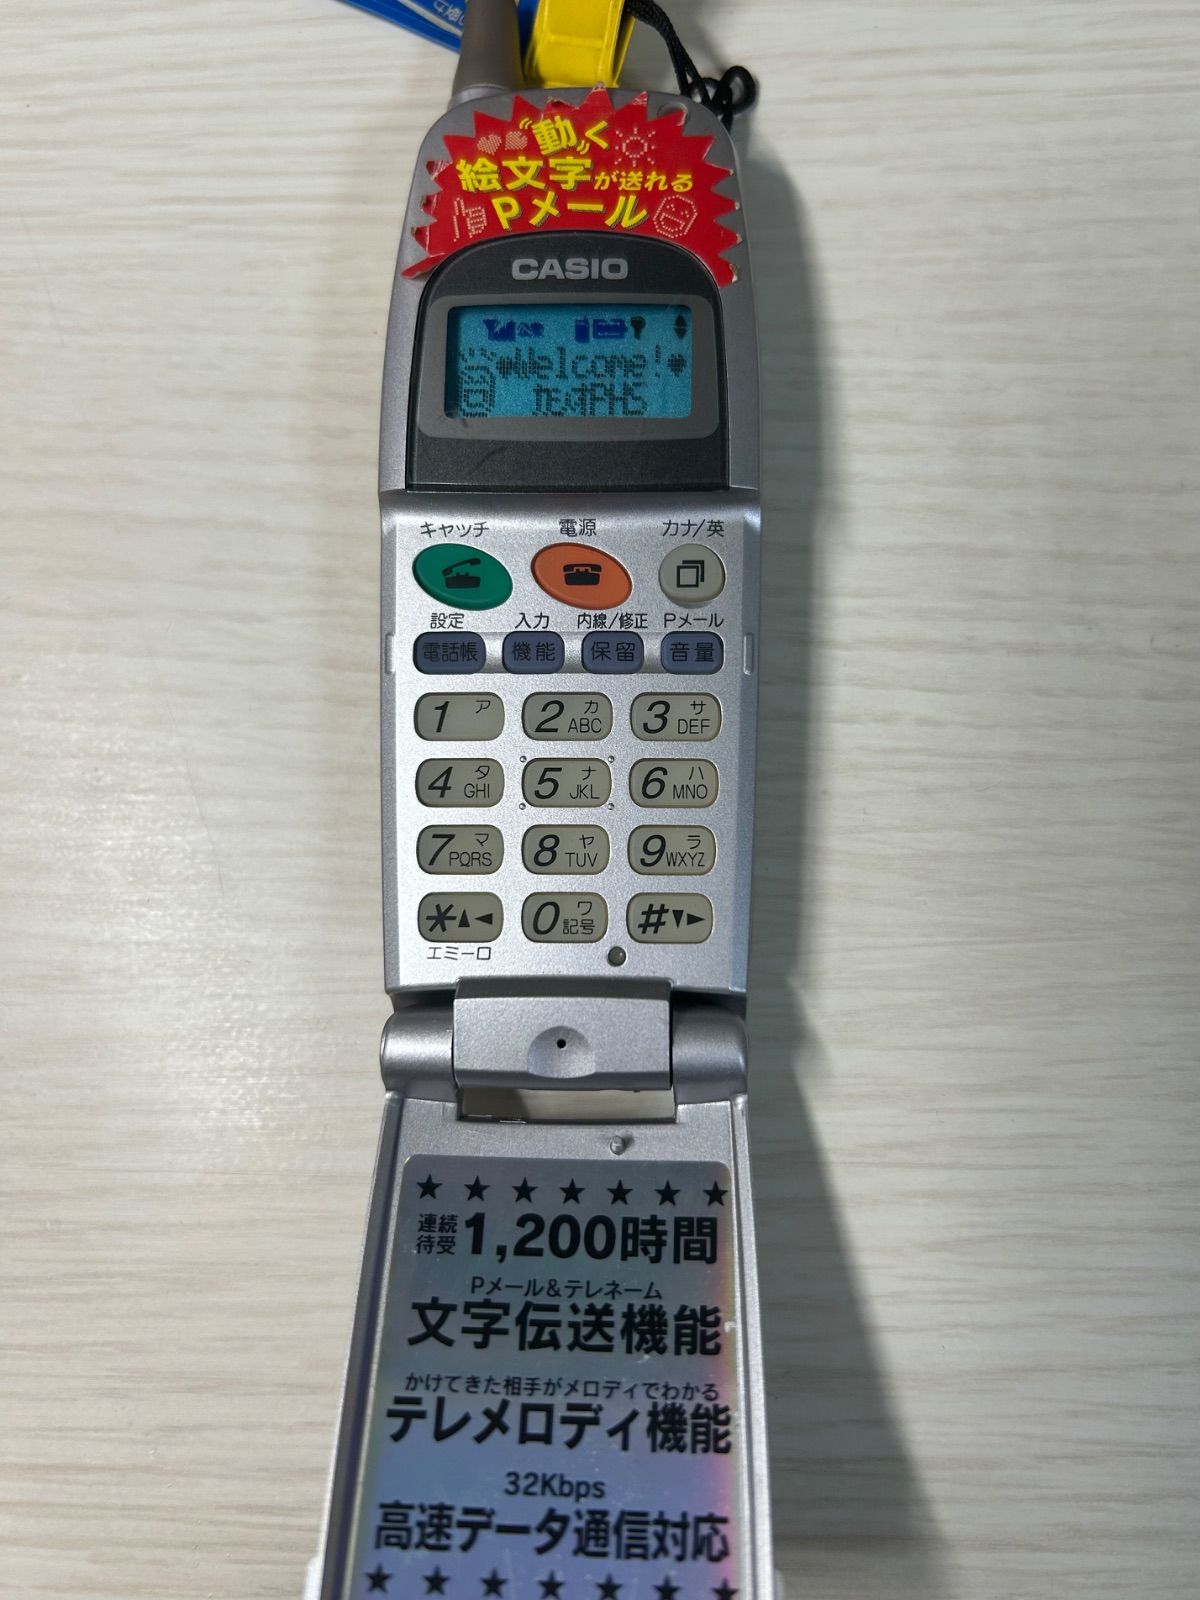 動く
絵文字が送れる
Pメール
CASIO
Welcome!
キャッチ 電源 カナ/英
設定 入力 内線/修正 Pメール
電話帳 機能 保留 音量
1 ア 2 カ ABC 3 サ DEF
4 タ GHI 5 ナ JKL 6 ハ MNO
7 マ PQRS 8 ヤ TUV 9 ラ WXYZ
*▲◄ 0 ワ 記号 #▼►
エミーロ
★ ★ ★ ★ ★ ★ ★
連続待受 1,200時間
Pメール&テレネーム
文字伝送機能
かけてきた相手がメロディでわかる
テレメロディ機能
32Kbps
高速データ通信対応
★ ★ ★ ★ ★ ★ ★